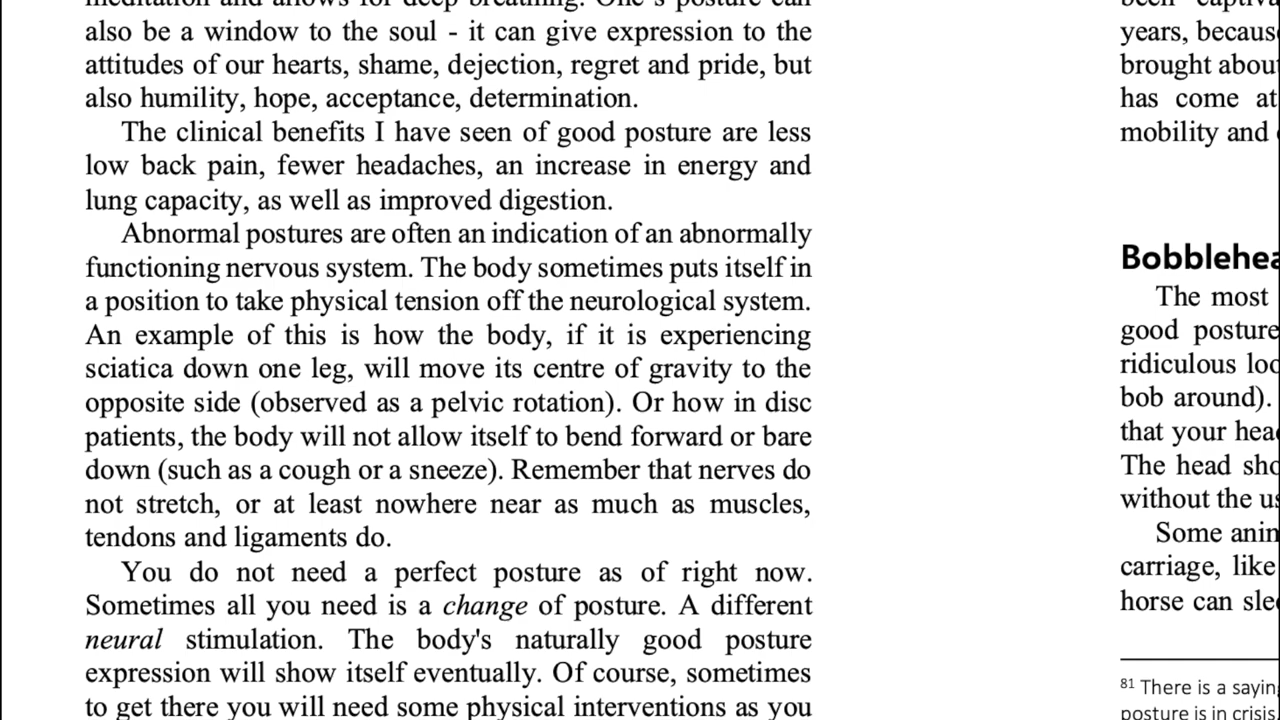 meditation and allows for deep breathing. One's posture can
also be a window to the soul - it can give expression to the
attitudes of our hearts, shame, dejection, regret and pride, but
also humility, hope, acceptance, determination.
The clinical benefits I have seen of good posture are less
low back pain, fewer headaches, an increase in energy and
lung capacity, as well as improved digestion.
Abnormal postures are often an indication of an abnormally
functioning nervous system. The body sometimes puts itself in
a position to take physical tension off the neurological system.
An example of this is how the body, if it is experiencing
sciatica down one leg, will move its centre of gravity to the
opposite side (observed as a pelvic rotation). Or how in disc
patients, the body will not allow itself to bend forward or bare
down (such as a cough or a sneeze). Remember that nerves do
not stretch, or at least nowhere near as much as muscles,
tendons and ligaments do.
You do not need a perfect posture as of right now.
Sometimes all you need is a change of posture. A different
neural stimulation. The body's naturally good posture
expression will show itself eventually. Of course, sometimes
to get there you will need some physical interventions as you
been
years,
brought
has come at
mobility and
The most
good posture
ridiculous
bob around).
that your
The head
without the
Some
carriage, like
horse can
81 There is a
posture is in crisis